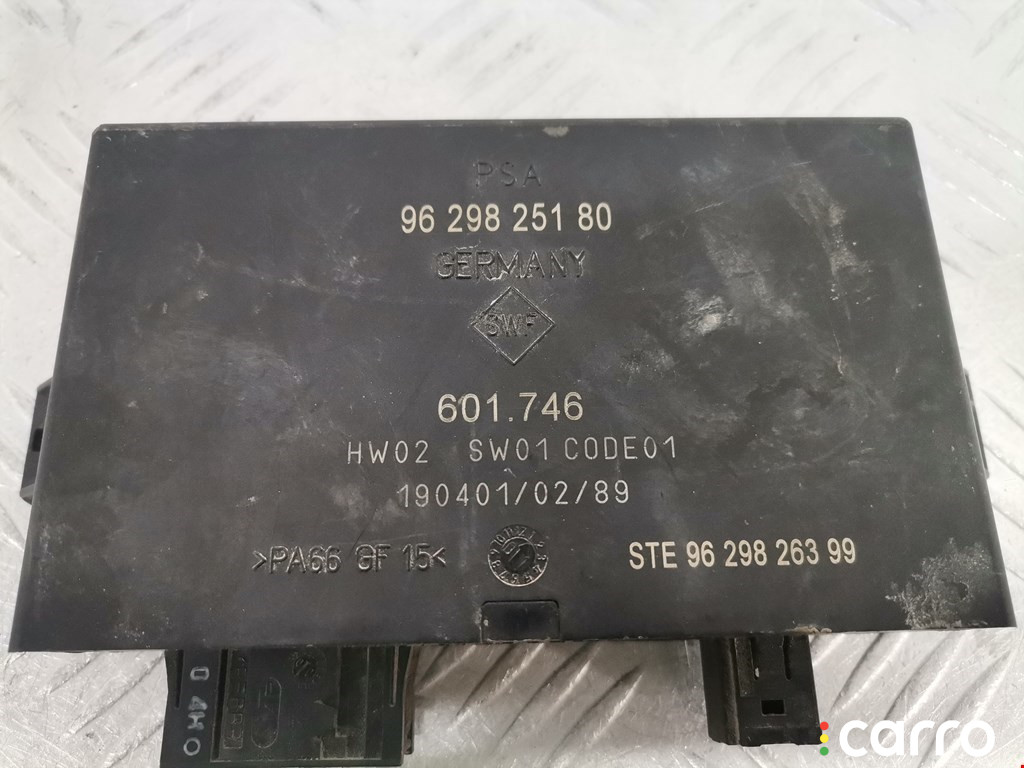 PSA
96 298 251 80
GERMANY
SWF
601.746
HW02 SW01 CODE01
190401/02/89
>PA66 GF 15<
STE 96 298 263 99
carro